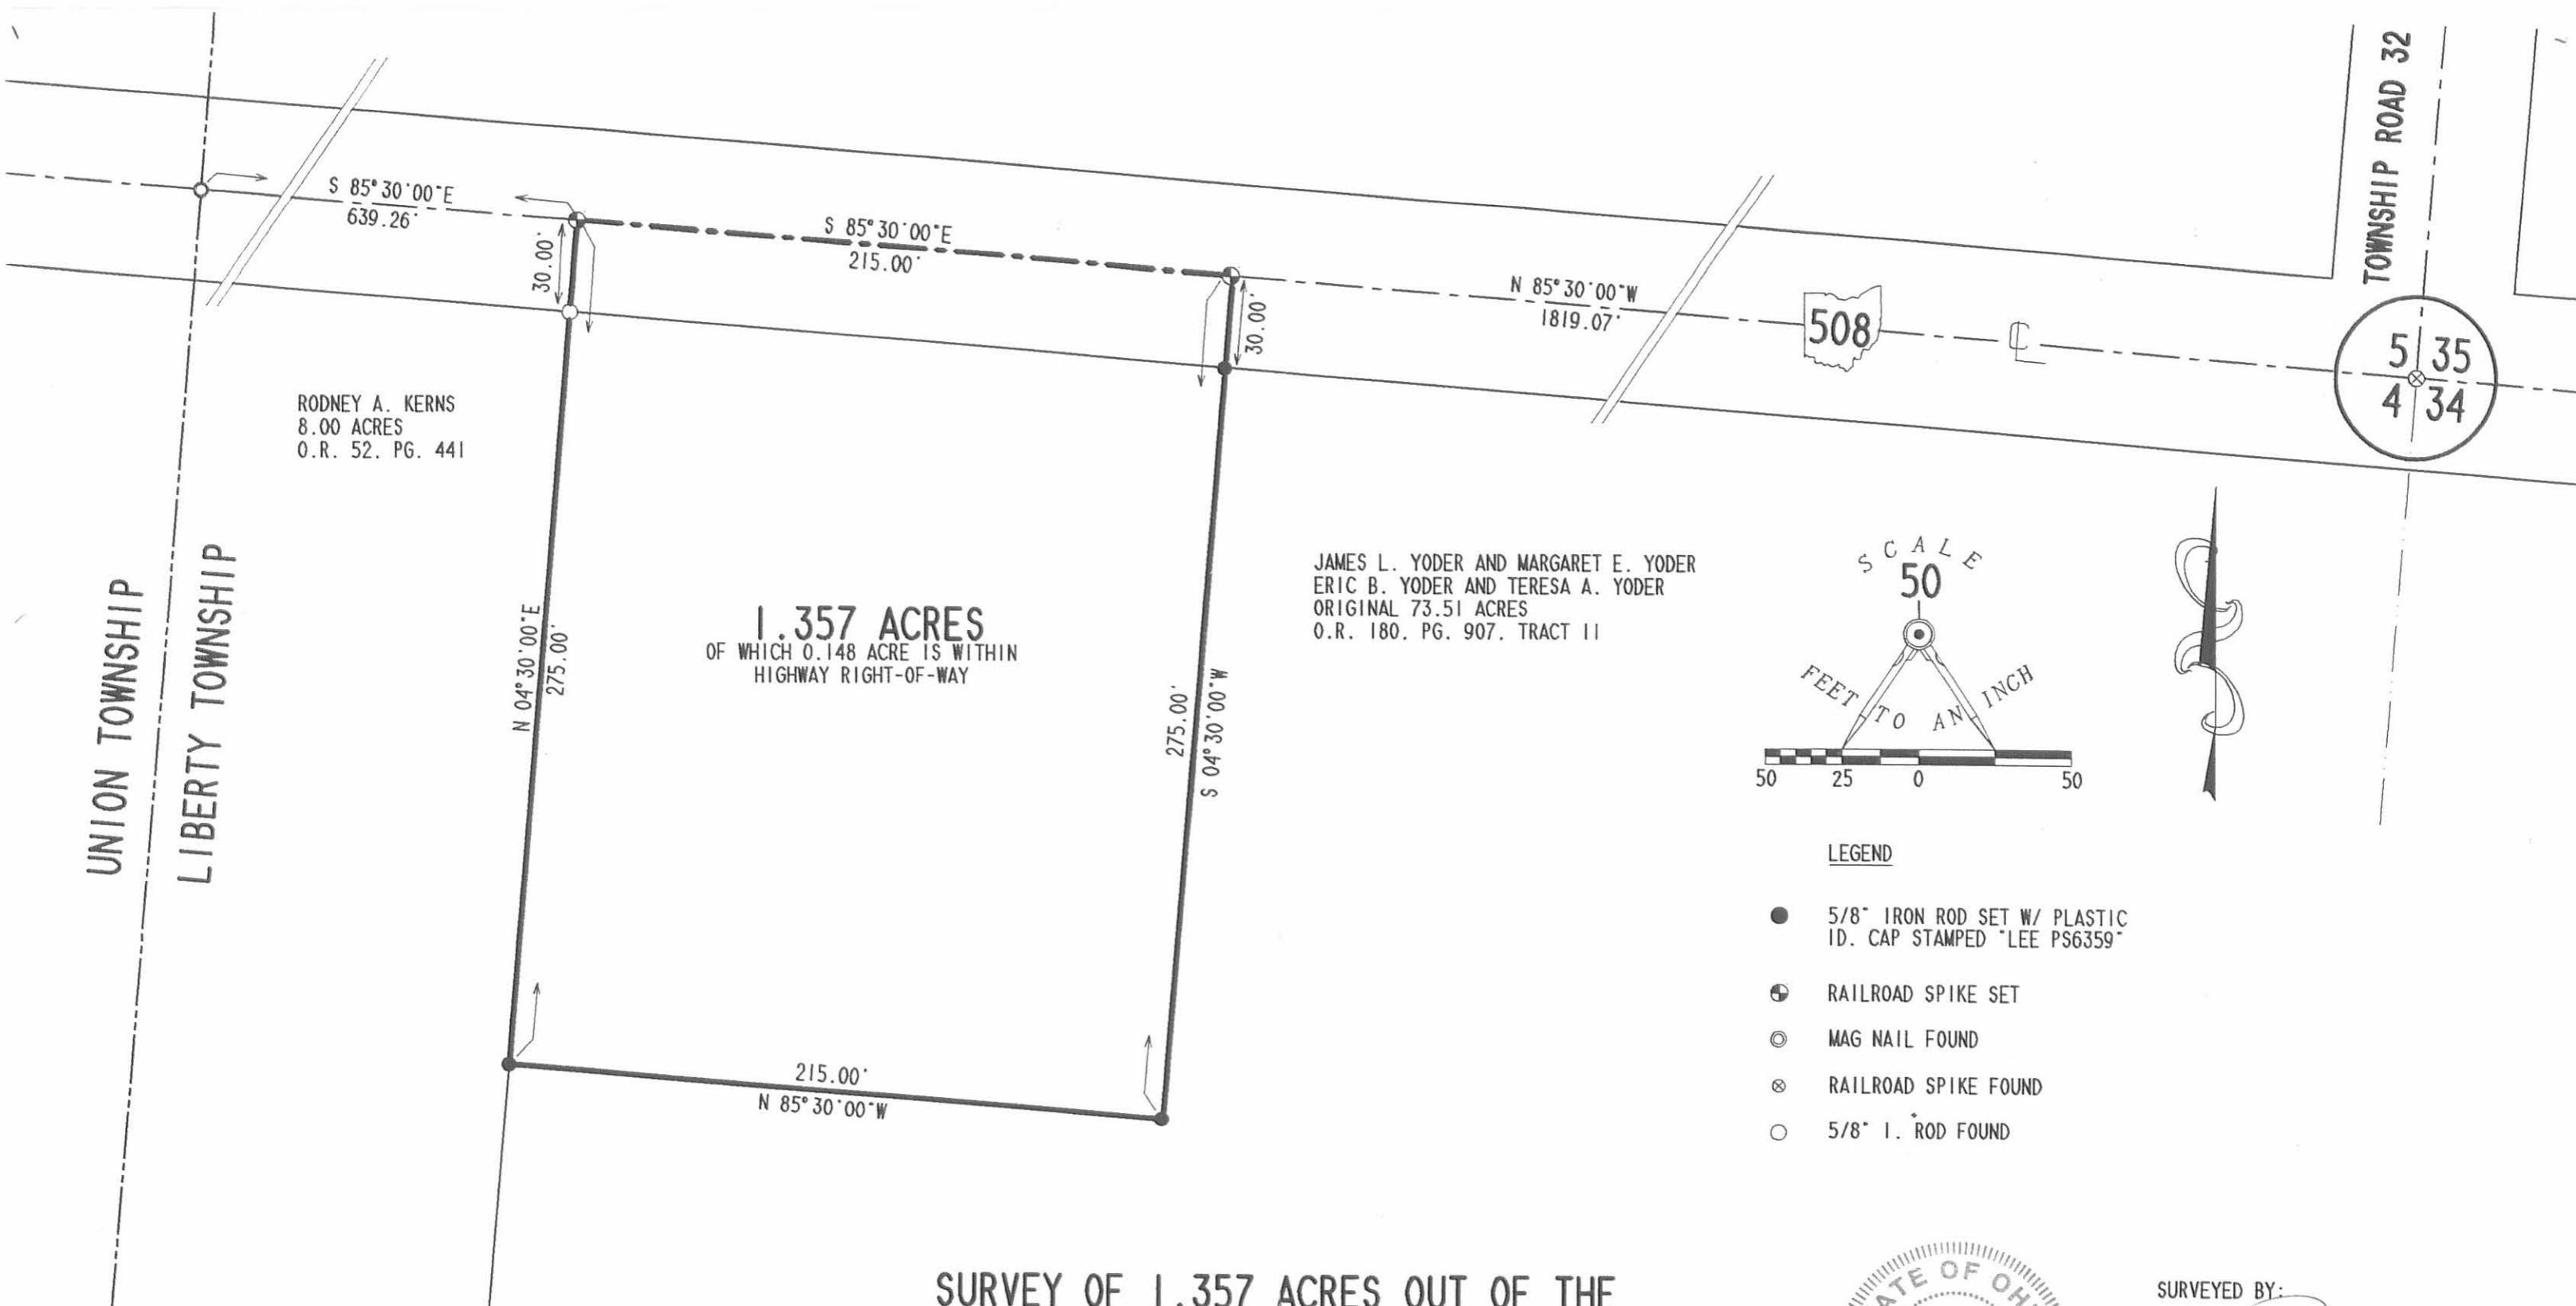 TOWNSHIP ROAD 32
S 85°30'00"E
639.26'
30.00'
S 85°30'00"E
215.00'
30.00'
N 85°30'00"W
1819.07'
508
CL
5 35
4 34
RODNEY A. KERNS
8.00 ACRES
O.R. 52. PG. 441
UNION TOWNSHIP
LIBERTY TOWNSHIP
N 04°30'00"E
275.00'
1.357 ACRES
OF WHICH 0.148 ACRE IS WITHIN
HIGHWAY RIGHT-OF-WAY
275.00'
S 04°30'00"W
JAMES L. YODER AND MARGARET E. YODER
ERIC B. YODER AND TERESA A. YODER
ORIGINAL 73.51 ACRES
O.R. 180. PG. 907. TRACT II
SCALE
50
FEET TO AN INCH
50 25 0 50
LEGEND
5/8" IRON ROD SET W/ PLASTIC
ID. CAP STAMPED "LEE PS6359"
RAILROAD SPIKE SET
MAG NAIL FOUND
RAILROAD SPIKE FOUND
5/8" I. ROD FOUND
215.00'
N 85°30'00"W
SURVEY OF 1.357 ACRES OUT OF THE
ATE OF OH
SURVEYED BY: